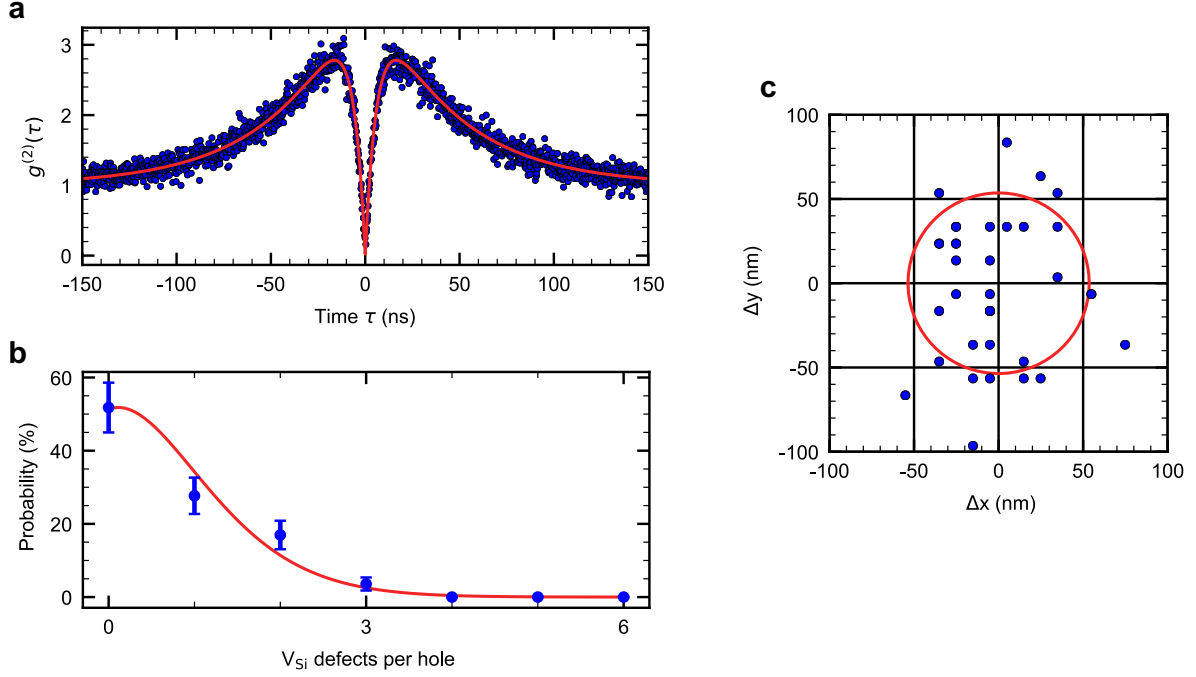 a
3
2
1
0
g(2)(τ)
-150 -100 -50 0 50 100 150
Time τ (ns)
b
60
40
20
0
Probability (%)
0 3 6
VSi defects per hole
c
100
50
0
-50
-100
Δy (nm)
-100 -50 0 50 100
Δx (nm)